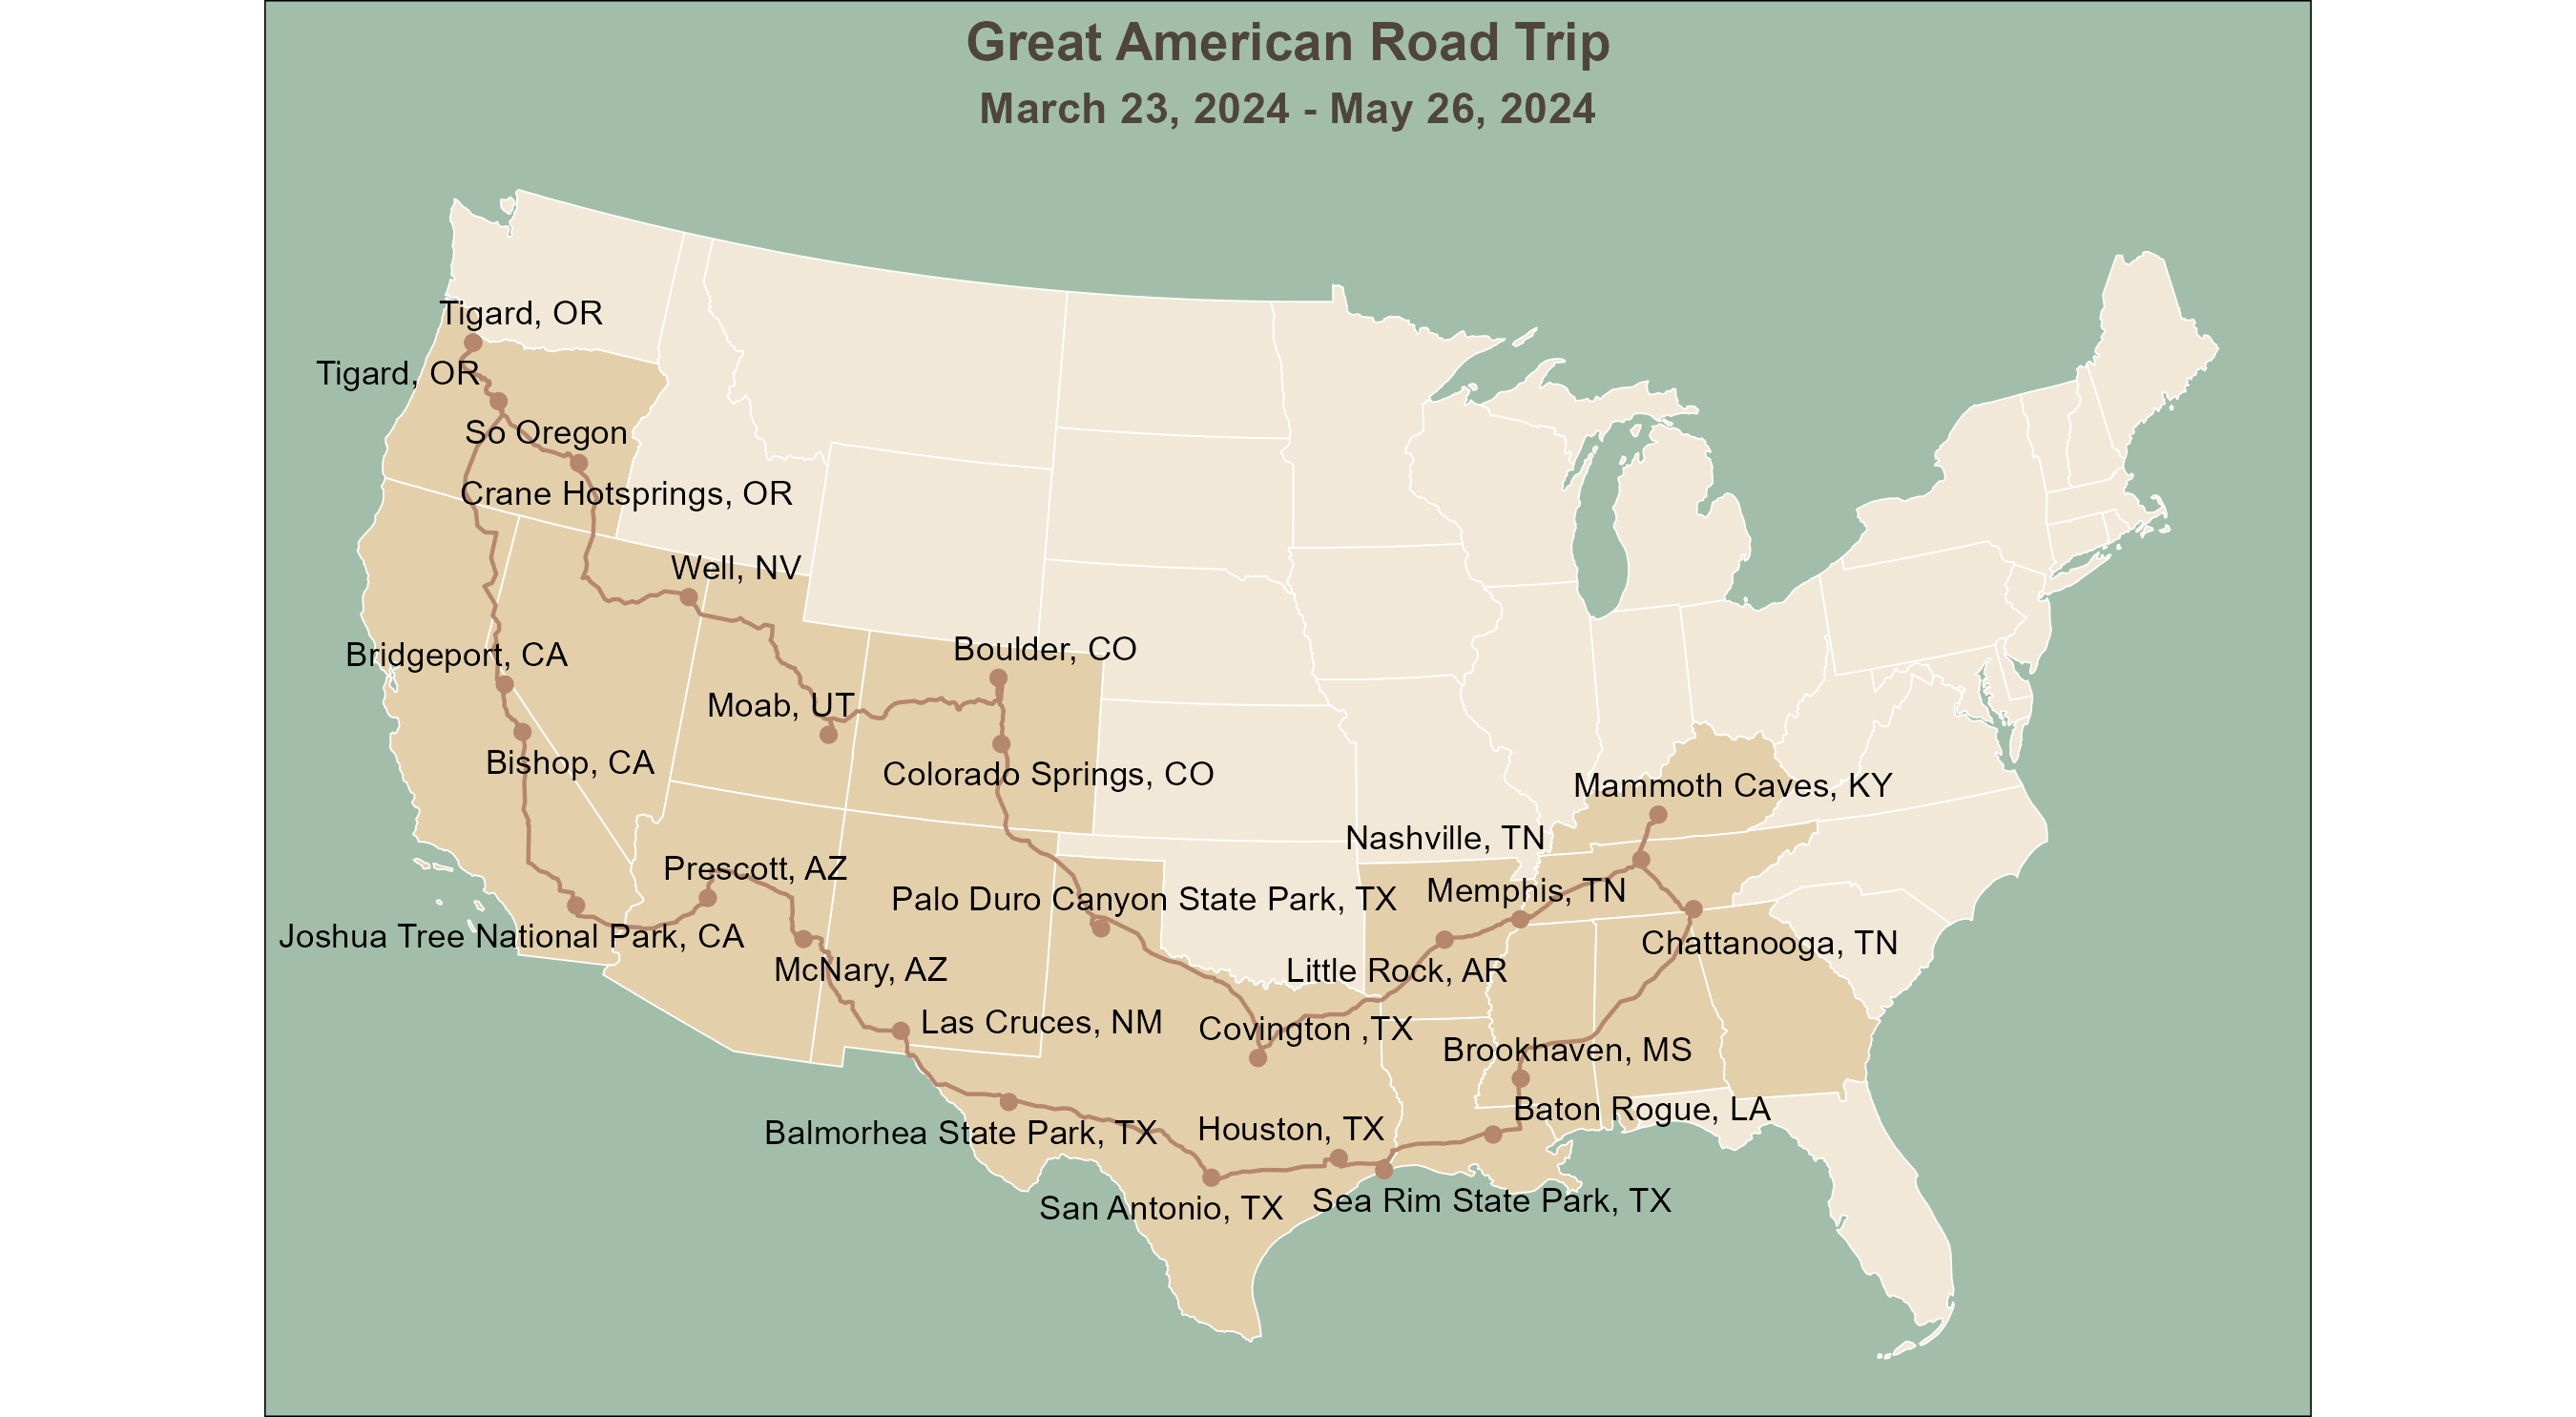 Great American Road Trip
March 23, 2024 - May 26, 2024
Tigard, OR
Tigard, OR
So Oregon
Crane Hotsprings, OR
Well, NV
Boulder, CO
Bridgeport, CA
Moab, UT
Bishop, CA
Colorado Springs, CO
Mammoth Caves, KY
Nashville, TN
Prescott, AZ
Palo Duro Canyon State Park, TX
Memphis, TN
Joshua Tree National Park, CA
Chattanooga, TN
McNary, AZ
Little Rock, AR
Las Cruces, NM
Covington ,TX
Brookhaven, MS
Baton Rogue, LA
Balmorhea State Park, TX
Houston, TX
San Antonio, TX
Sea Rim State Park, TX